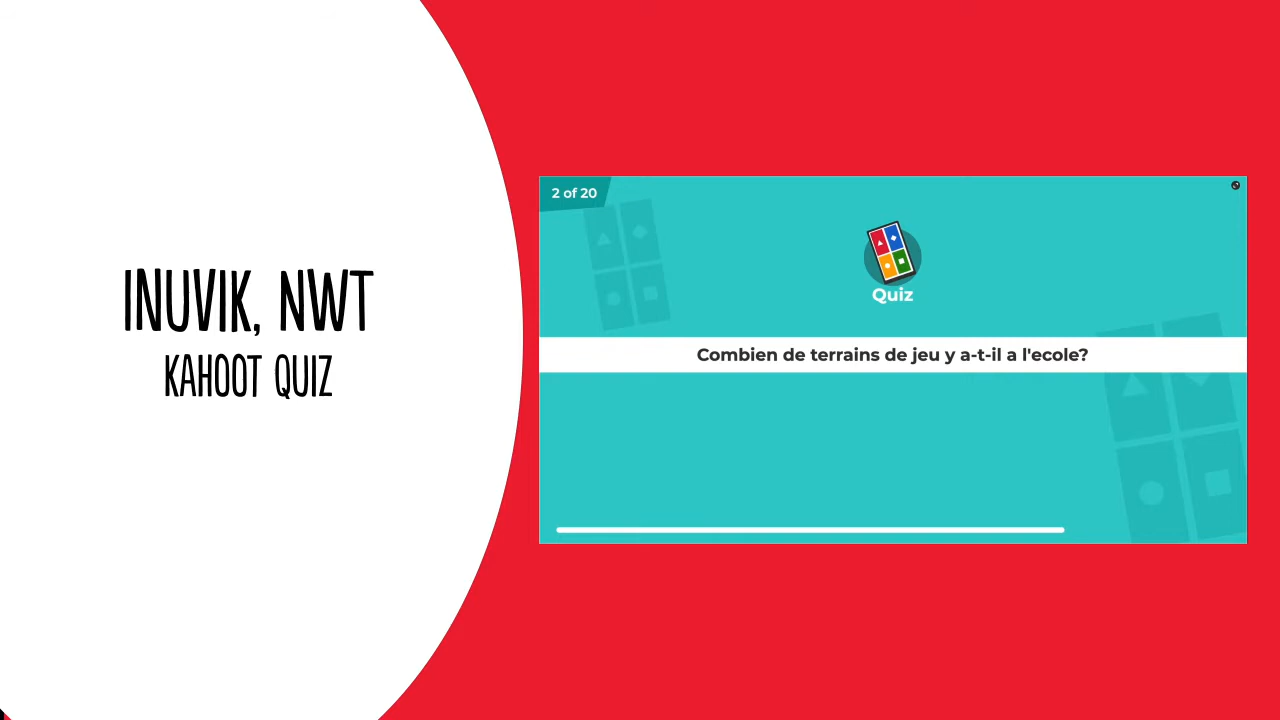 INUVIK, NWT
KAHOOT QUIZ
2 of 20
Quiz
Combien de terrains de jeu y a-t-il a l'ecole?